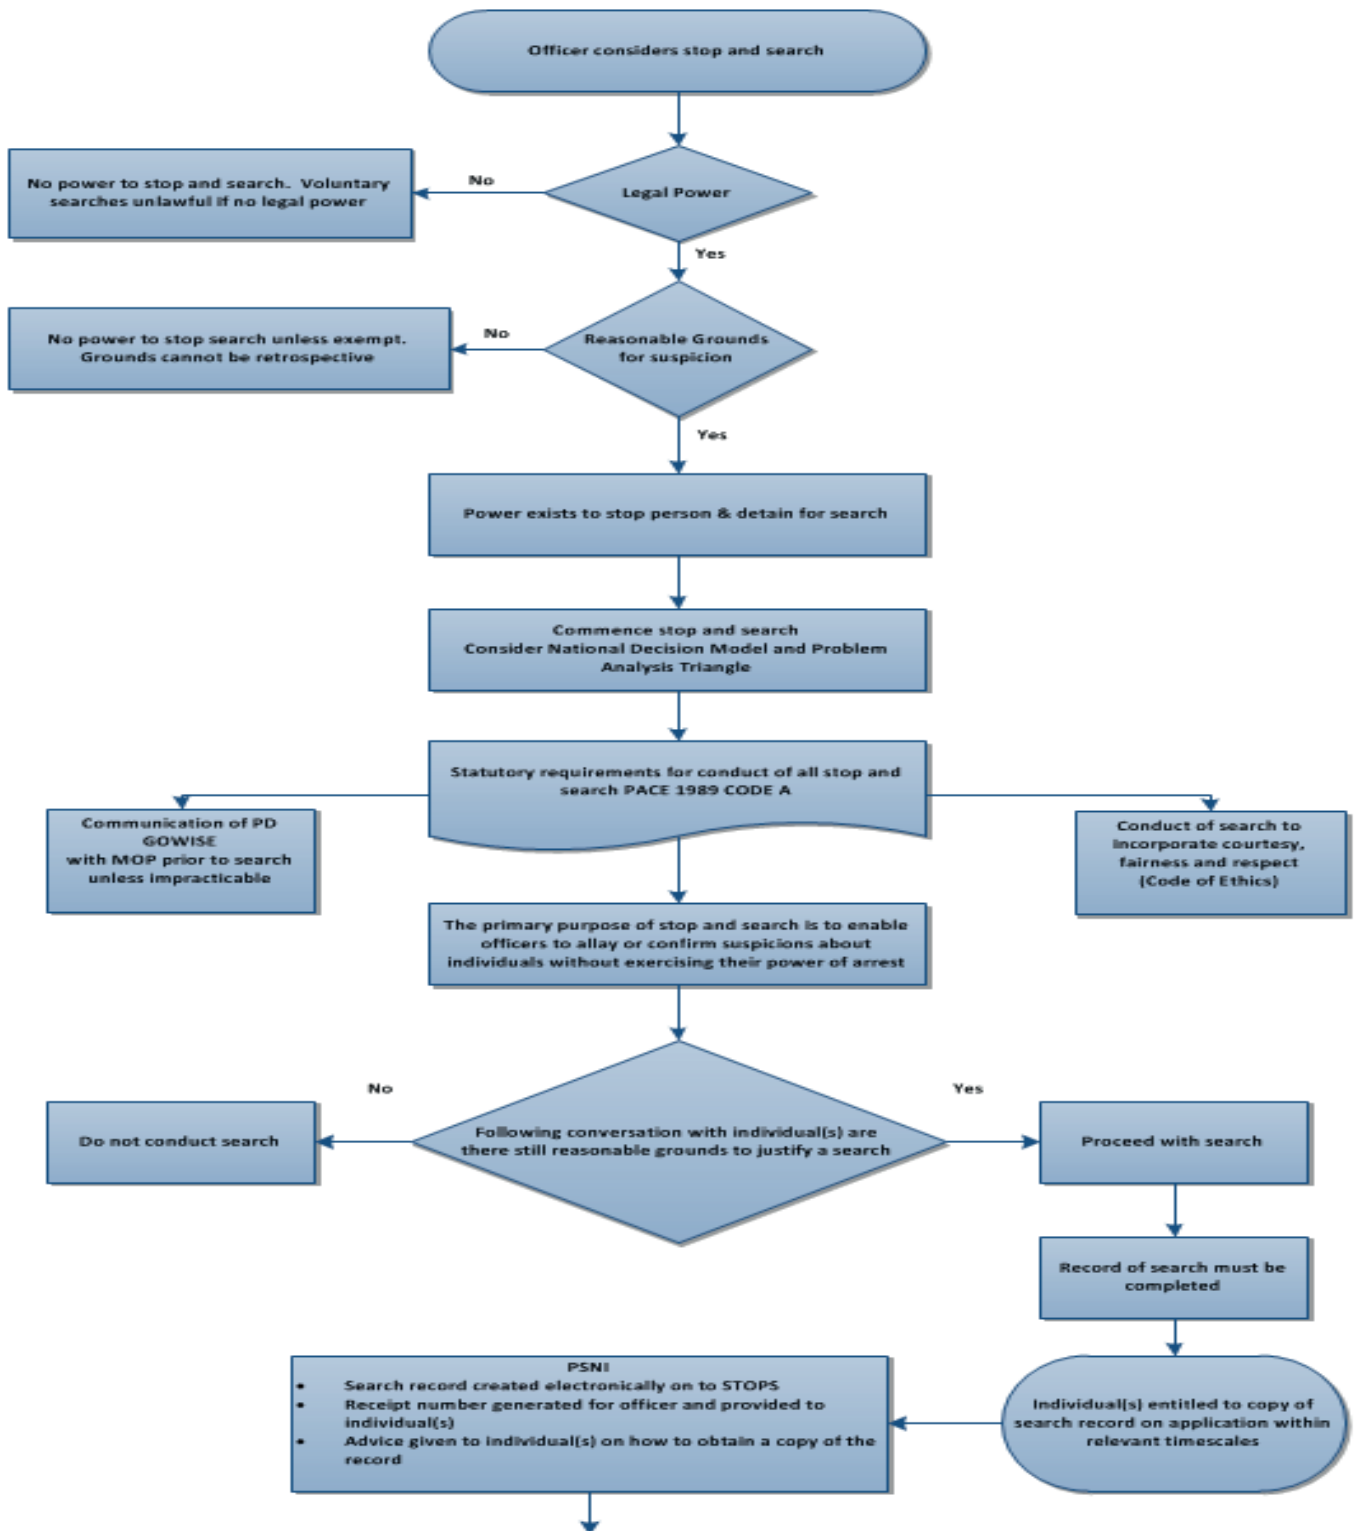 Officer considers stop and search
Legal Power
No
No power to stop and search.  Voluntary
searches unlawful if no legal power
Yes
Reasonable Grounds
for suspicion
No
No power to stop search unless exempt.
Grounds cannot be retrospective
Yes
Power exists to stop person & detain for search
Commence stop and search
Consider National Decision Model and Problem
Analysis Triangle
Statutory requirements for conduct of all stop and
search PACE 1989 CODE A
Communication of PD
GOWISE
with MOP prior to search
unless impracticable
Conduct of search to
incorporate courtesy,
fairness and respect
(Code of Ethics)
The primary purpose of stop and search is to enable
officers to allay or confirm suspicions about
individuals without exercising their power of arrest
Following conversation with individual(s) are
there still reasonable grounds to justify a search
No
Do not conduct search
Yes
Proceed with search
Record of search must be
completed
Individual(s) entitled to copy of
search record on application within
relevant timescales
PSNI
• Search record created electronically on to STOPS
• Receipt number generated for officer and provided to
individual(s)
• Advice given to individual(s) on how to obtain a copy of the
record